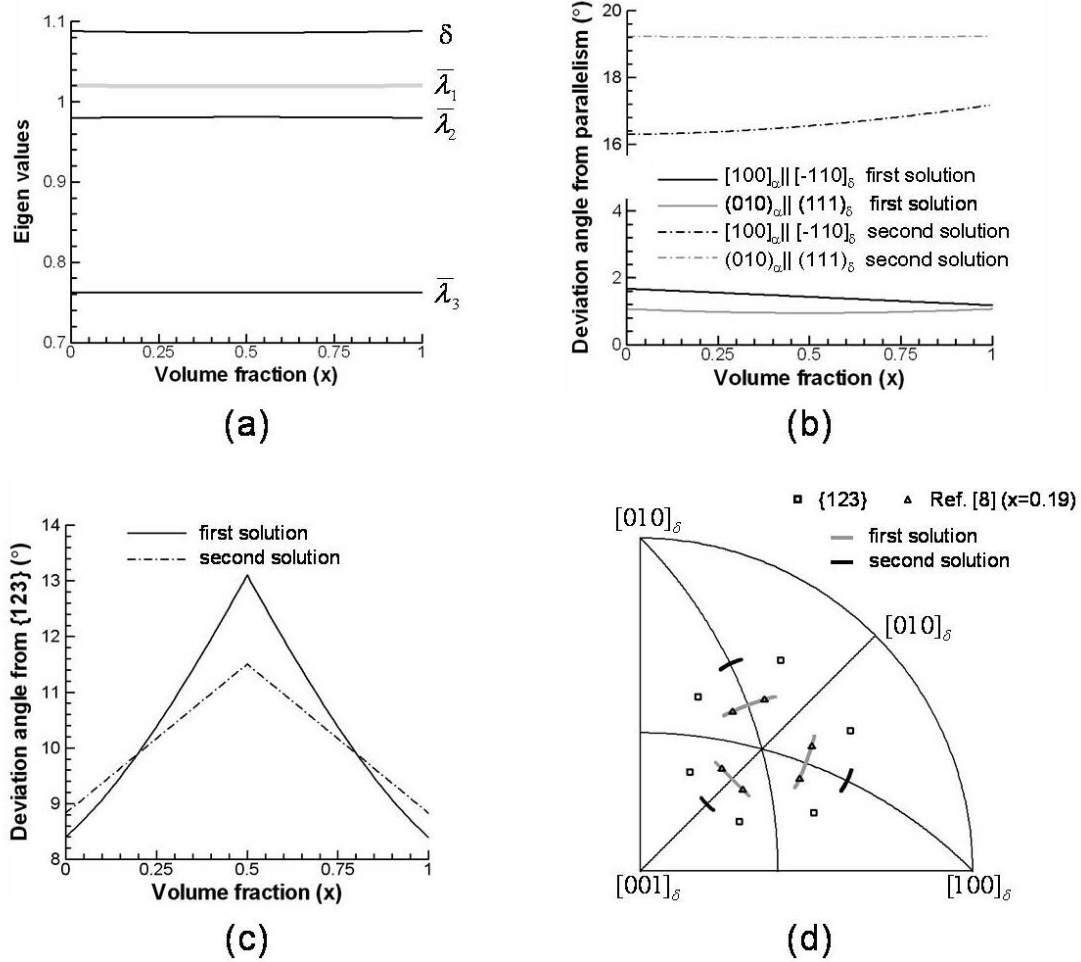 1.1
1
0.9
0.8
0.7
Eigen values
δ
λ̅₁
λ̅₂
λ̅₃
0 0.25 0.5 0.75 1
Volume fraction (x)
(a)
20
18
16
4
2
0
Deviation angle from parallelism (°)
[100]α|| [-110]δ first solution
(010)α|| (111)δ first solution
[100]α|| [-110]δ second solution
(010)α|| (111)δ second solution
0 0.25 0.5 0.75 1
Volume fraction (x)
(b)
14
13
12
11
10
9
8
Deviation angle from {123} (°)
first solution
second solution
0 0.25 0.5 0.75 1
Volume fraction (x)
(c)
{123} Ref. [8] (x=0.19)
first solution
second solution
[010]δ
[010]δ
[001]δ
[100]δ
(d)